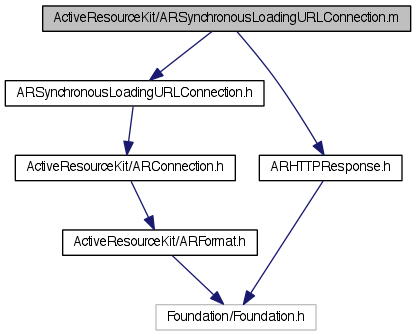 ActiveResourceKit/ARSynchronousLoadingURLConnection.m
ARSynchronousLoadingURLConnection.h
ActiveResourceKit/ARConnection.h
ARHTTPResponse.h
ActiveResourceKit/ARFormat.h
Foundation/Foundation.h